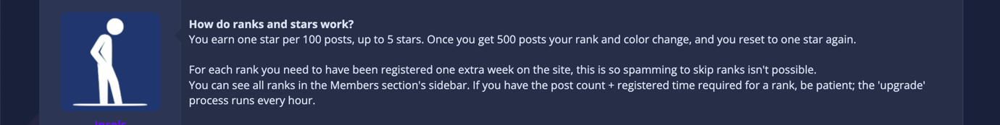 How do ranks and stars work?
You earn one star per 100 posts, up to 5 stars. Once you get 500 posts your rank and color change, and you reset to one star again.
For each rank you need to have been registered one extra week on the site, this is so spamming to skip ranks isn't possible.
You can see all ranks in the Members section's sidebar. If you have the post count + registered time required for a rank, be patient; the 'upgrade'
process runs every hour.